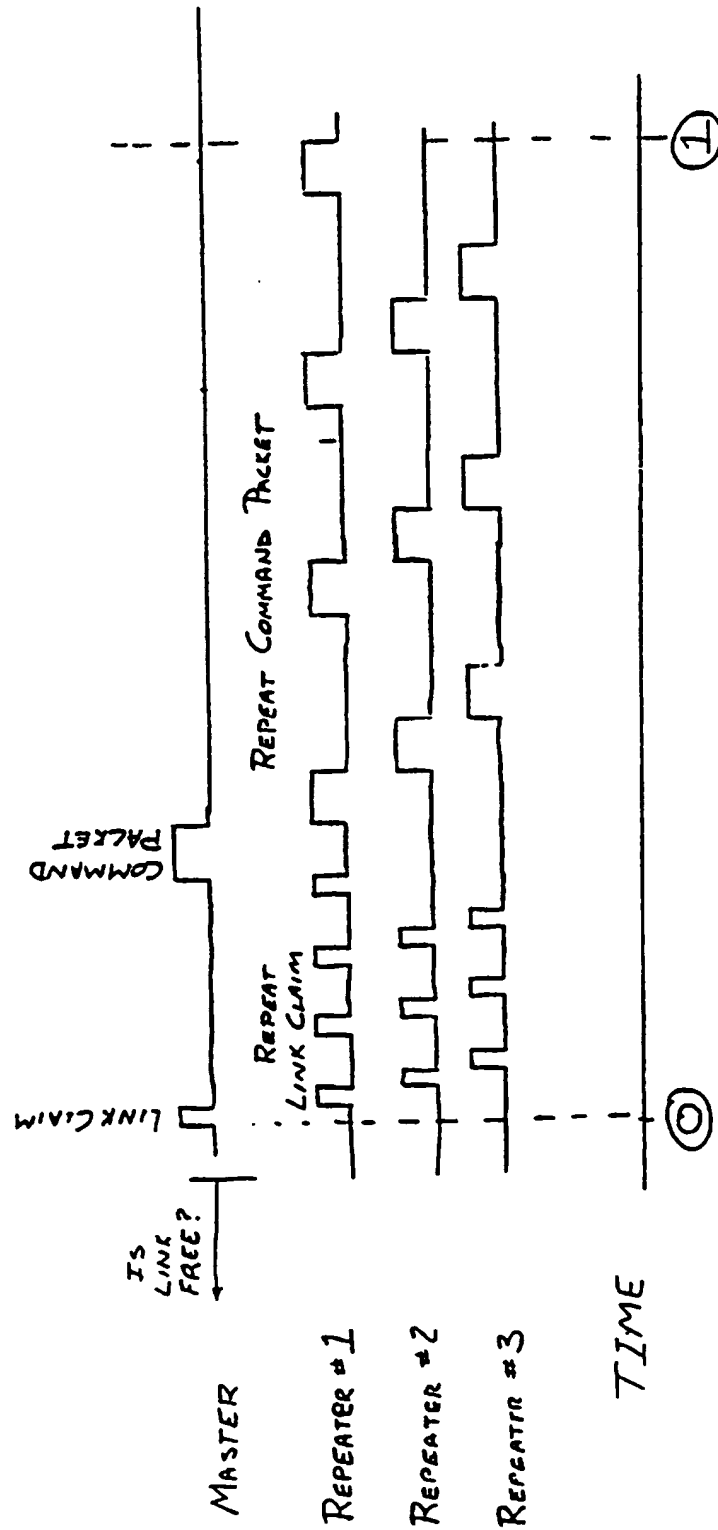 IS
LINK
FREE?
LINK CLAIM
COMMAND
PACKET
MASTER
REPEAT
LINK CLAIM
REPEAT COMMAND PACKET
REPEATER #1
REPEATER #2
REPEATER #3
TIME
0
1